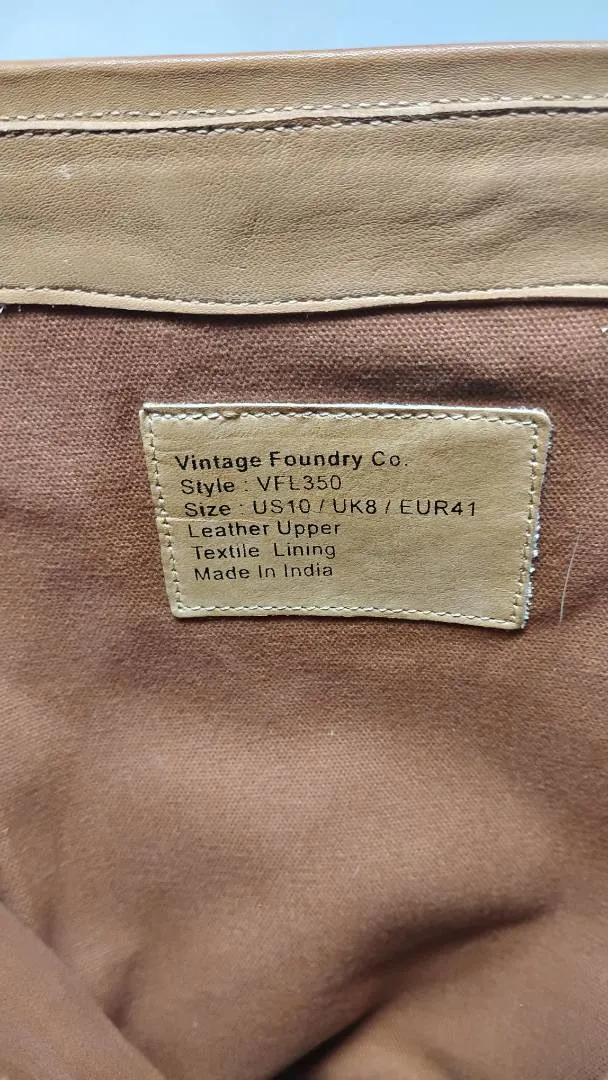 Vintage Foundry Co.
Style : VFL350
Size : US10 / UK8 / EUR41
Leather Upper
Textile Lining
Made In India